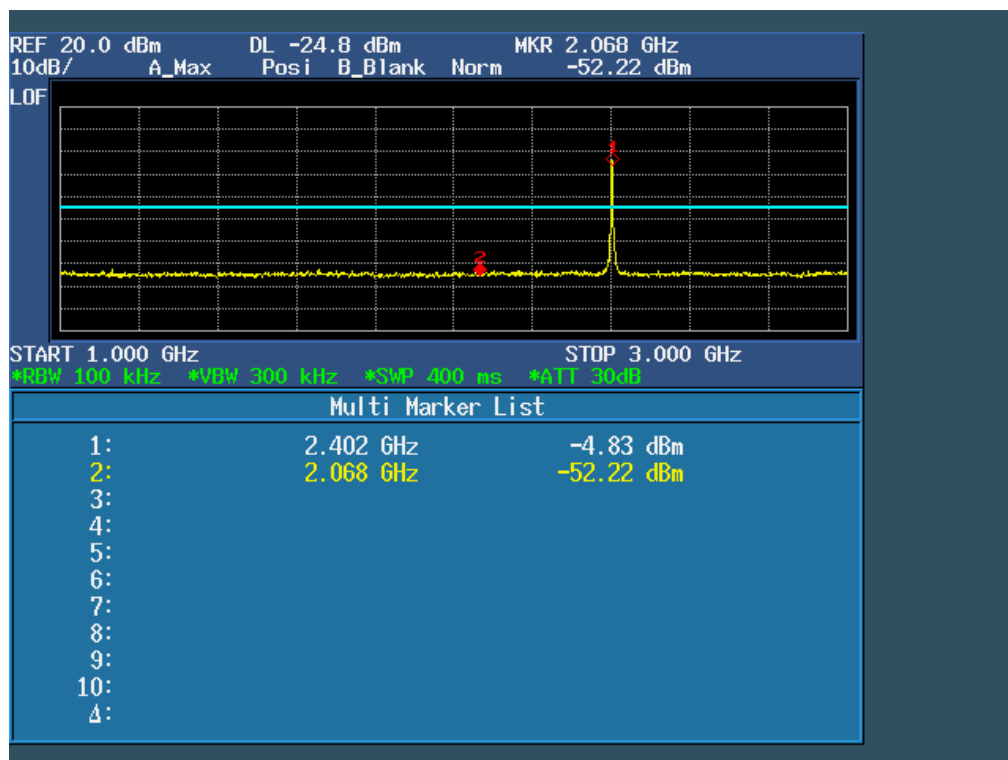 REF 20.0 dBm DL -24.8 dBm MKR 2.068 GHz
10dB/ A_Max Posi B_Blank Norm -52.22 dBm
LOF
1
2
START 1.000 GHz STOP 3.000 GHz
*RBW 100 kHz *VBW 300 kHz *SWP 400 ms *ATT 30dB
Multi Marker List
1: 2.402 GHz -4.83 dBm
2: 2.068 GHz -52.22 dBm
3:
4:
5:
6:
7:
8:
9:
10:
Δ: